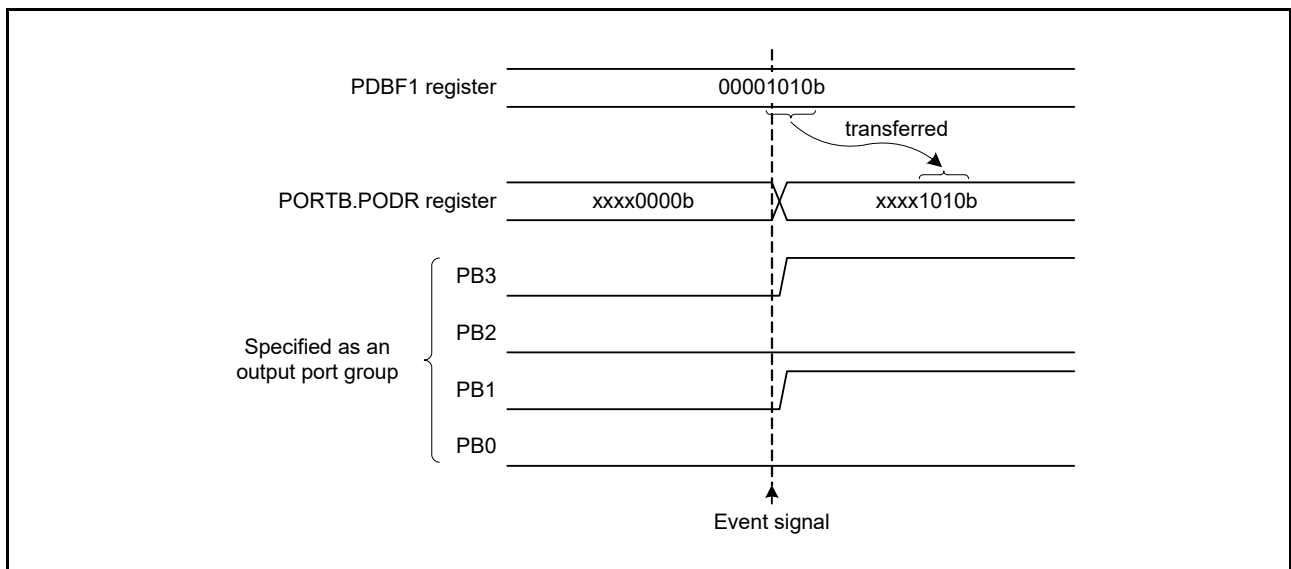 PDBF1 register
00001010b
transferred
PORTB.PODR register
xxxx0000b
xxxx1010b
Specified as an
output port group
PB3
PB2
PB1
PB0
Event signal